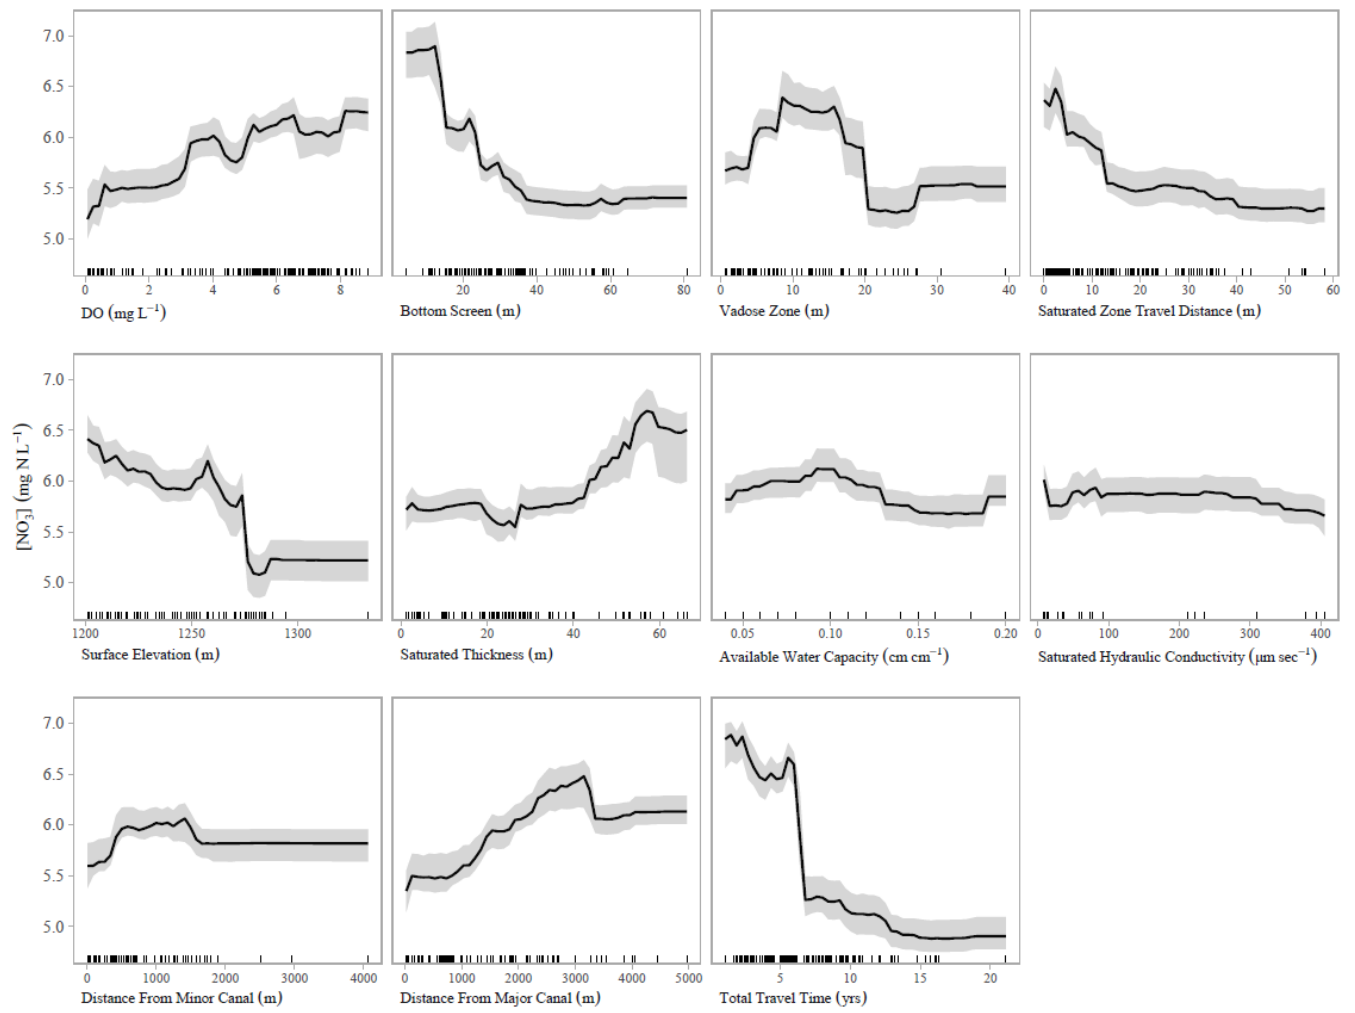 7.0
6.5
6.0
5.5
5.0
0 2 4 6 8
0 20 40 60 80
0 10 20 30 40
0 10 20 30 40 50 60
DO (mg L⁻¹)
Bottom Screen (m)
Vadose Zone (m)
Saturated Zone Travel Distance (m)
[NO₃⁻] (mg N L⁻¹)
7.0
6.5
6.0
5.5
5.0
1200 1250 1300
0 20 40 60
0.05 0.10 0.15 0.20
0 100 200 300 400
Surface Elevation (m)
Saturated Thickness (m)
Available Water Capacity (cm cm⁻¹)
Saturated Hydraulic Conductivity (μm sec⁻¹)
7.0
6.5
6.0
5.5
5.0
0 1000 2000 3000 4000
0 1000 2000 3000 4000 5000
5 10 15 20
Distance From Minor Canal (m)
Distance From Major Canal (m)
Total Travel Time (yrs)